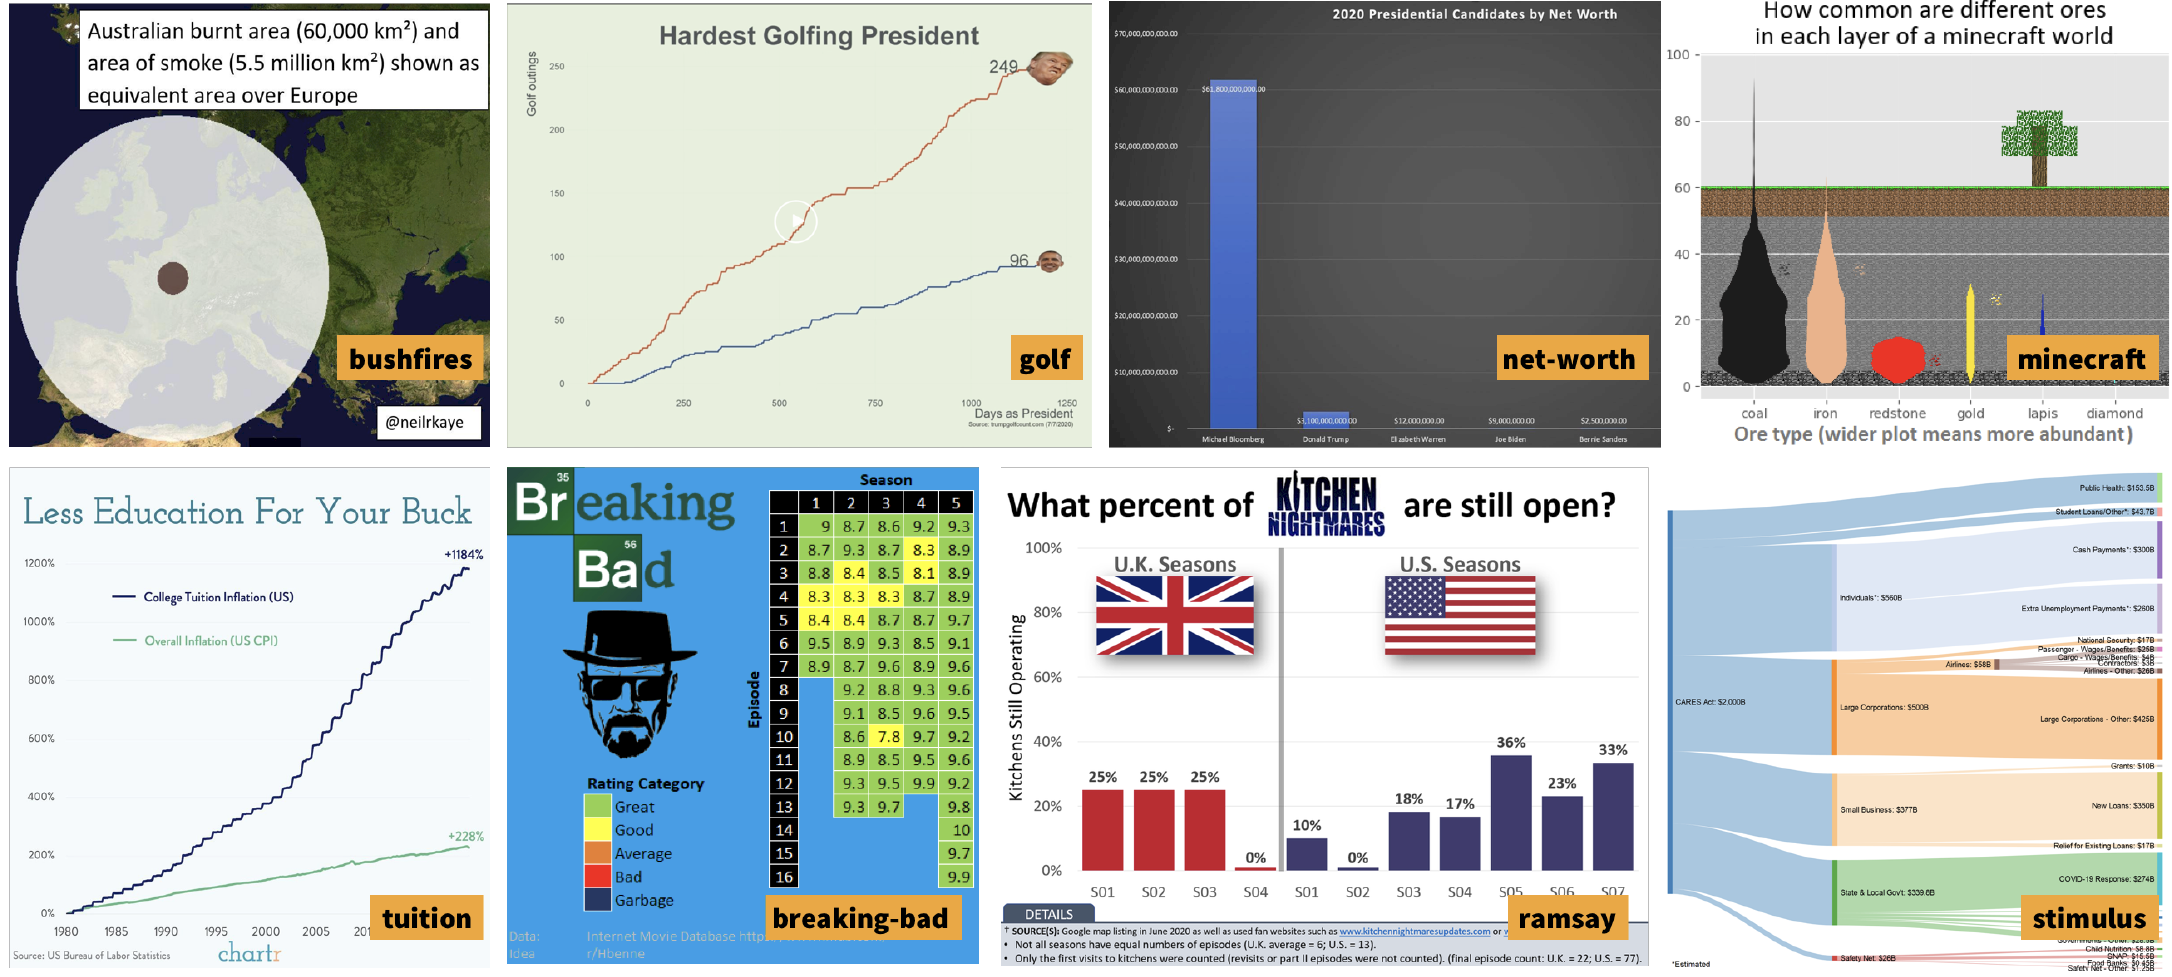 Australian burnt area (60,000 km²) and
area of smoke (5.5 million km²) shown as
equivalent area over Europe
@neilrkaye
bushfires
Hardest Golfing President
Golf outings
250
200
150
100
50
0
249
96
0 250 500 750 1000 1250
Days as President
Source: trumpgolfcount.com (7/7/2020)
golf
2020 Presidential Candidates by Net Worth
$70,000,000,000.00
$60,000,000,000.00
$50,000,000,000.00
$40,000,000,000.00
$30,000,000,000.00
$20,000,000,000.00
$10,000,000,000.00
$-
$61,800,000,000.00
$3,100,000,000.00
$12,000,000.00
$9,000,000.00
$2,500,000.00
Michael Bloomberg
Donald Trump
Elizabeth Warren
Joe Biden
Bernie Sanders
net-worth
How common are different ores
in each layer of a minecraft world
100
80
60
40
20
0
coal iron redstone gold lapis diamond
Ore type (wider plot means more abundant)
minecraft
Less Education For Your Buck
+1184%
1200%
1000%
800%
600%
400%
200%
0%
College Tuition Inflation (US)
Overall Inflation (US CPI)
+228%
1980 1985 1990 1995 2000 2005
Source: US Bureau of Labor Statistics
chartr
tuition
35
Breaking
56
Bad
Season
Episode
1 2 3 4 5
1 9 8.7 8.6 9.2 9.3
2 8.7 9.3 8.7 8.3 8.9
3 8.8 8.4 8.5 8.1 8.9
4 8.3 8.3 8.3 8.7 8.9
5 8.4 8.4 8.7 8.7 9.7
6 9.5 8.9 9.3 8.5 9.1
7 8.9 8.7 9.6 8.9 9.6
8 9.2 8.8 9.3 9.6
9 9.1 8.5 9.6 9.5
10 8.6 7.8 9.7 9.2
11 8.9 8.5 9.5 9.6
12 9.3 9.5 9.9 9.2
13 9.3 9.7 9.8
14 10
15 9.7
16 9.9
Rating Category
Great
Good
Average
Bad
Garbage
Data: Internet Movie Database
Idea r/Hbenne
breaking-bad
What percent of KITCHEN NIGHTMARES are still open?
U.K. Seasons
U.S. Seasons
Kitchens Still Operating
100%
80%
60%
40%
20%
0%
25% 25% 25% 0% 10% 0% 18% 17% 36% 23% 33%
S01 S02 S03 S04 S01 S02 S03 S04 S05 S06 S07
DETAILS
† SOURCE(S): Google map listing in June 2020 as well as used fan websites such as www.kitchennightmaresupdates.com or
• Not all seasons have equal numbers of episodes (U.K. average = 6; U.S. = 13).
• Only the first visits to kitchens were counted (revisits or part II episodes were not counted). (final episode count: U.K. = 22; U.S. = 77).
ramsay
CARES Act: $2,000B
Individuals*: $560B
Large Corporations: $500B
Airlines: $58B
Small Business: $377B
State & Local Gov't: $339.8B
Safety Net: $26B
Public Health: $153.5B
Student Loans/Other*: $43.7B
Cash Payments*: $300B
Extra Unemployment Payments*: $260B
National Security: $17B
Passenger - Wages/Benefits: $25B
Cargo - Wages/Benefits: $4B
Contractors: $3B
Airlines - Other: $26B
Large Corporations - Other: $425B
Grants: $10B
New Loans: $350B
Relief for Existing Loans: $17B
COVID-19 Response: $274B
Child Nutrition: $8.8B
SNAP: $15.5B
Food Banks: $0.45B
Safety Net - Other: $1.25B
*Estimated
stimulus